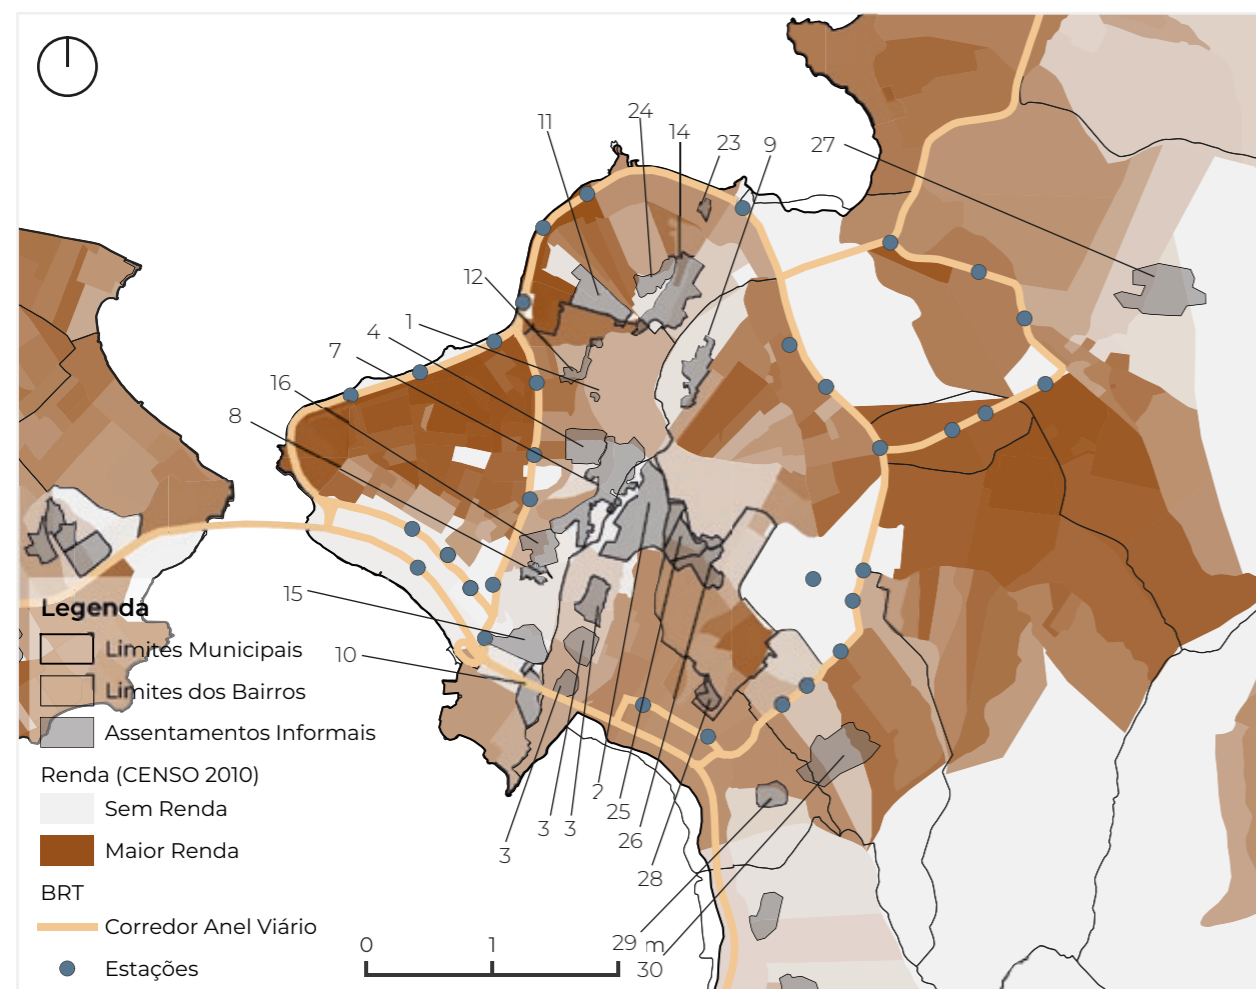 24
11
14
23
9
27
12
1
4
7
16
8
15
10
Legenda
Limites Municipais
Limites dos Bairros
Assentamentos Informais
Renda (CENSO 2010)
Sem Renda
Maior Renda
BRT
Corredor Anel Viário
Estações
0 1 m
3
3 3
2
25
26
28
29
30